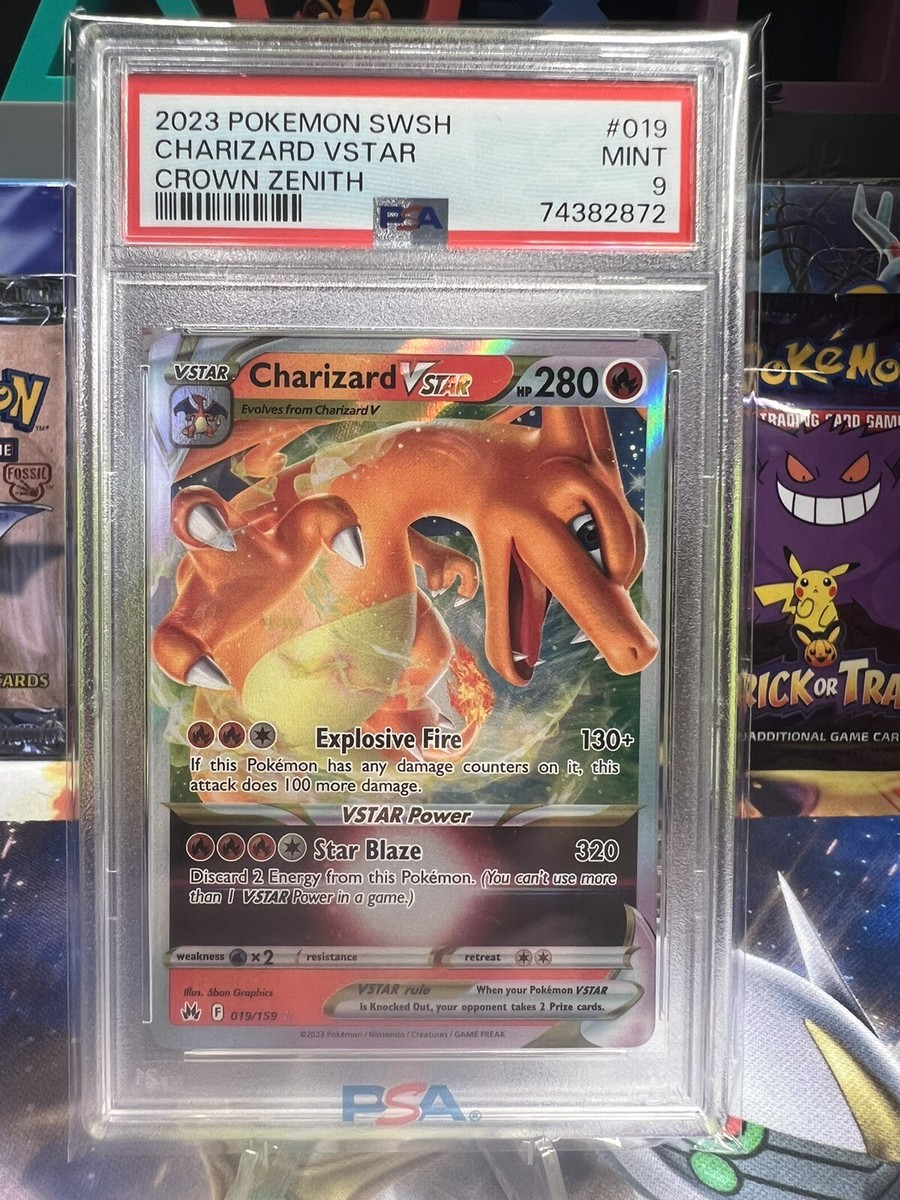 2023 POKEMON SWSH #019
CHARIZARD VSTAR MINT
CROWN ZENITH 9
PSA 74382872
VSTAR Charizard VSTAR HP 280
Evolves from Charizard V
Explosive Fire 130+
If this Pokémon has any damage counters on it, this
attack does 100 more damage.
VSTAR Power
Star Blaze 320
Discard 2 Energy from this Pokémon. (You can't use more
than 1 VSTAR Power in a game.)
weakness ×2 resistance retreat
Illus. 5ban Graphics
VSTAR rule When your Pokémon VSTAR
is Knocked Out, your opponent takes 2 Prize cards.
F 019/159
©2023 Pokémon / Nintendo / Creatures / GAME FREAK
PSA®
ON
FOSSIL
ARDS
POKÉMO
TRADING CARD GAM
RICK OR TRA
ADDITIONAL GAME CAR